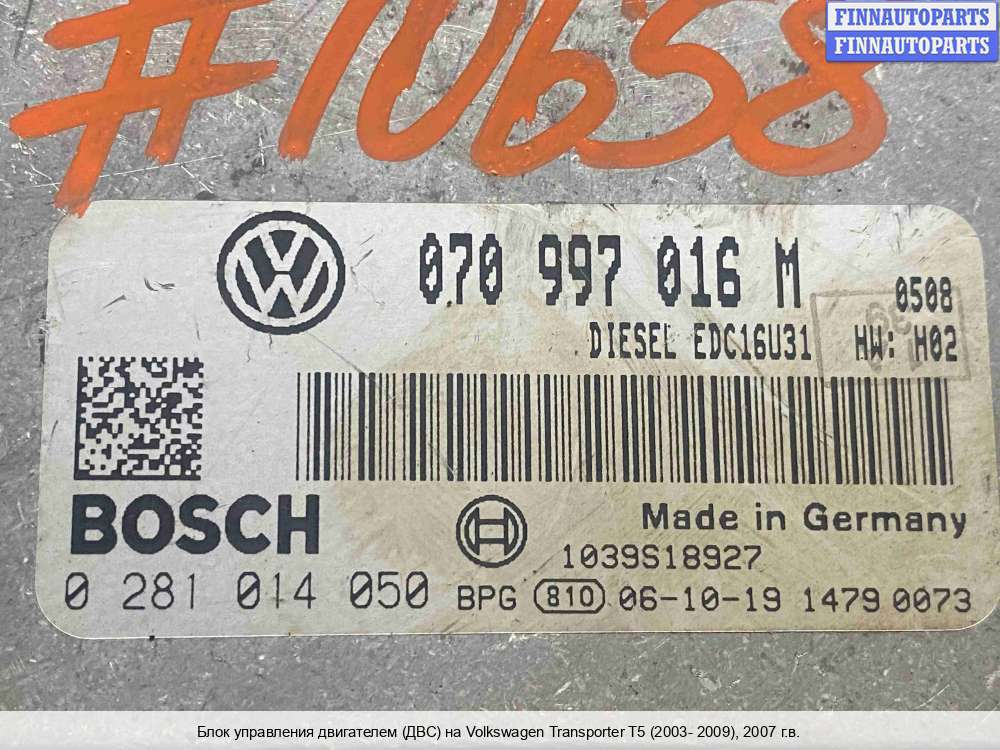 FINNAUTOPARTS
FINNAUTOPARTS
#10658
070 997 016 M
0508
DIESEL EDC16U31 HW: H02
BOSCH
Made in Germany
1039S18927
0 281 014 050 BPG 810 06-10-19 1479 0073
Блок управления двигателем (ДВС) на Volkswagen Transporter T5 (2003- 2009), 2007 г.в.